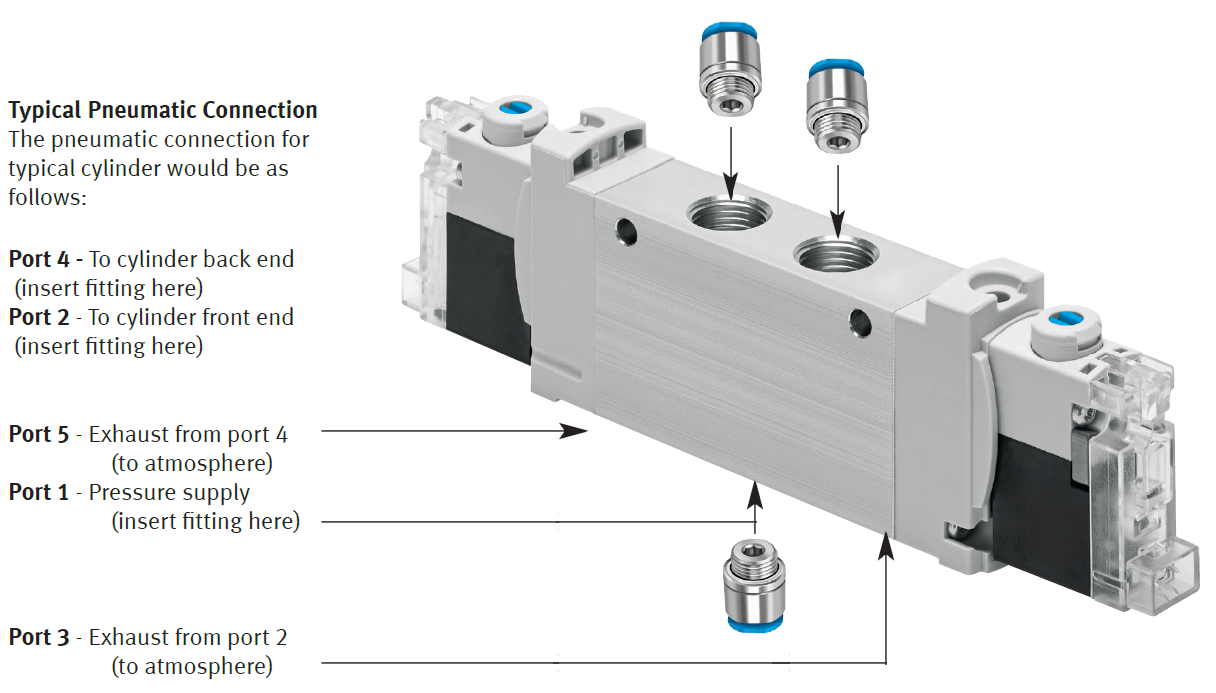 Typical Pneumatic Connection
The pneumatic connection for
typical cylinder would be as
follows:
Port 4 - To cylinder back end
(insert fitting here)
Port 2 - To cylinder front end
(insert fitting here)
Port 5 - Exhaust from port 4
(to atmosphere)
Port 1 - Pressure supply
(insert fitting here)
Port 3 - Exhaust from port 2
(to atmosphere)